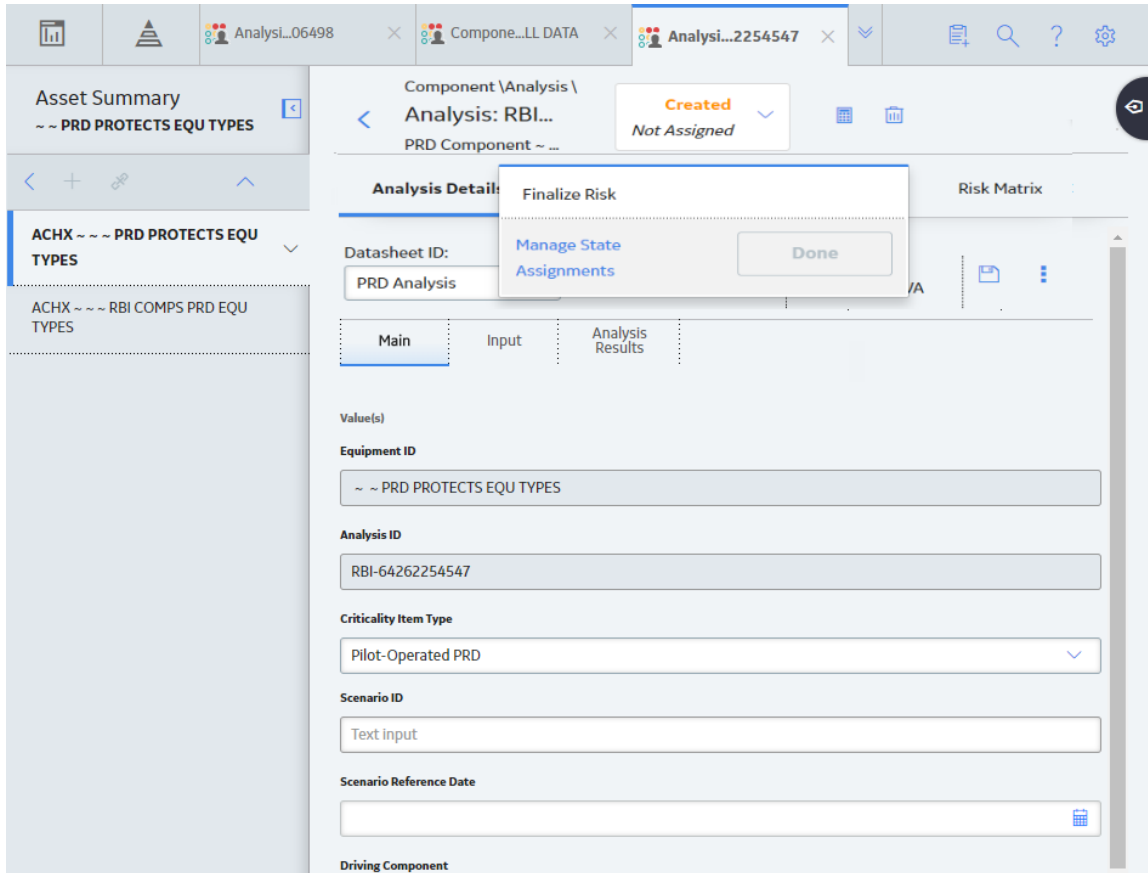 Analysi...06498
Compone...LL DATA
Analysi...2254547
Asset Summary
~ ~ PRD PROTECTS EQU TYPES
Component \Analysis \
Analysis: RBI...
PRD Component ~ ...
Created
Not Assigned
ACHX ~ ~ ~ PRD PROTECTS EQU
TYPES
ACHX ~ ~ ~ RBI COMPS PRD EQU
TYPES
Analysis Details
Finalize Risk
Risk Matrix
Manage State
Assignments
Done
Datasheet ID:
PRD Analysis
Main
Input
Analysis
Results
Value(s)
Equipment ID
~ ~ PRD PROTECTS EQU TYPES
Analysis ID
RBI-64262254547
Criticality Item Type
Pilot-Operated PRD
Scenario ID
Text input
Scenario Reference Date
Driving Component